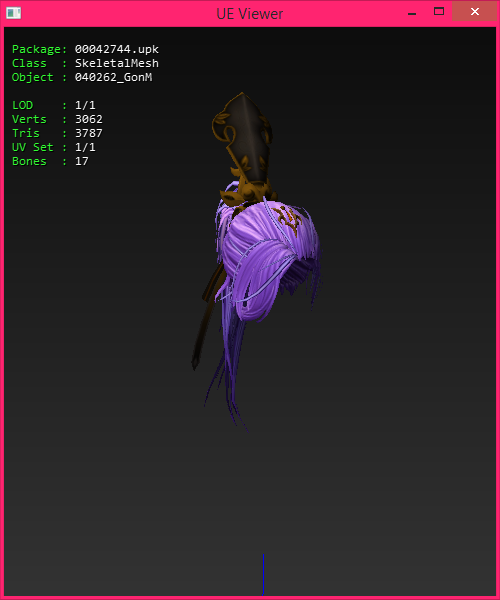 UE Viewer
Package: 00042744.upk
Class : SkeletalMesh
Object : 040262_GonM
LOD : 1/1
Verts : 3062
Tris : 3787
UV Set : 1/1
Bones : 17